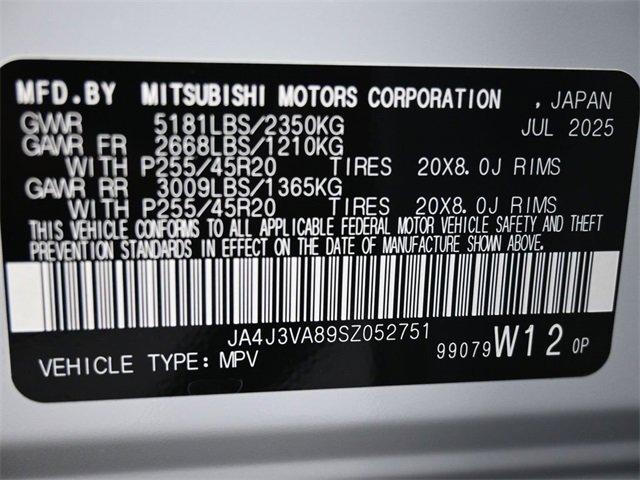 MFD.BY MITSUBISHI MOTORS CORPORATION , JAPAN
GVWR 5181LBS/2350KG JUL 2025
GAWR FR 2668LBS/1210KG
WITH P255/45R20 TIRES 20X8.0J RIMS
GAWR RR 3009LBS/1365KG
WITH P255/45R20 TIRES 20X8.0J RIMS
THIS VEHICLE CONFORMS TO ALL APPLICABLE FEDERAL MOTOR VEHICLE SAFETY AND THEFT
PREVENTION STANDARDS IN EFFECT ON THE DATE OF MANUFACTURE SHOWN ABOVE.
JA4J3VA89SZ052751
VEHICLE TYPE: MPV 99079 W12 0P